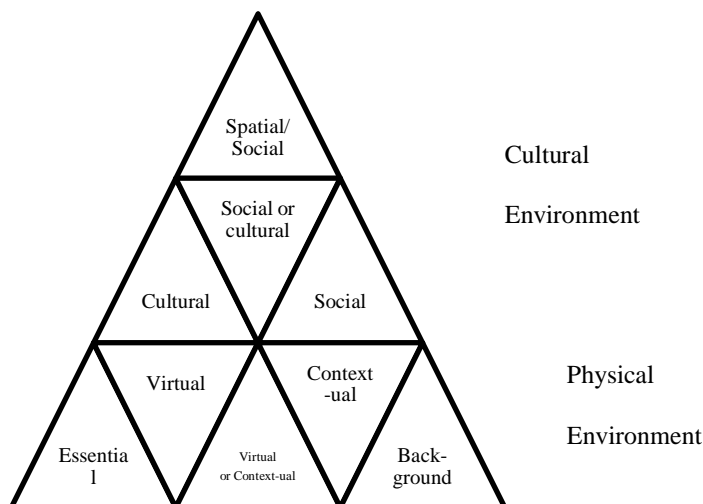 Spatial/
Social
Cultural
Environment
Social or
cultural
Cultural
Social
Virtual
Context
-ual
Physical
Environment
Essentia
l
Virtual
or Context-ual
Back-
ground